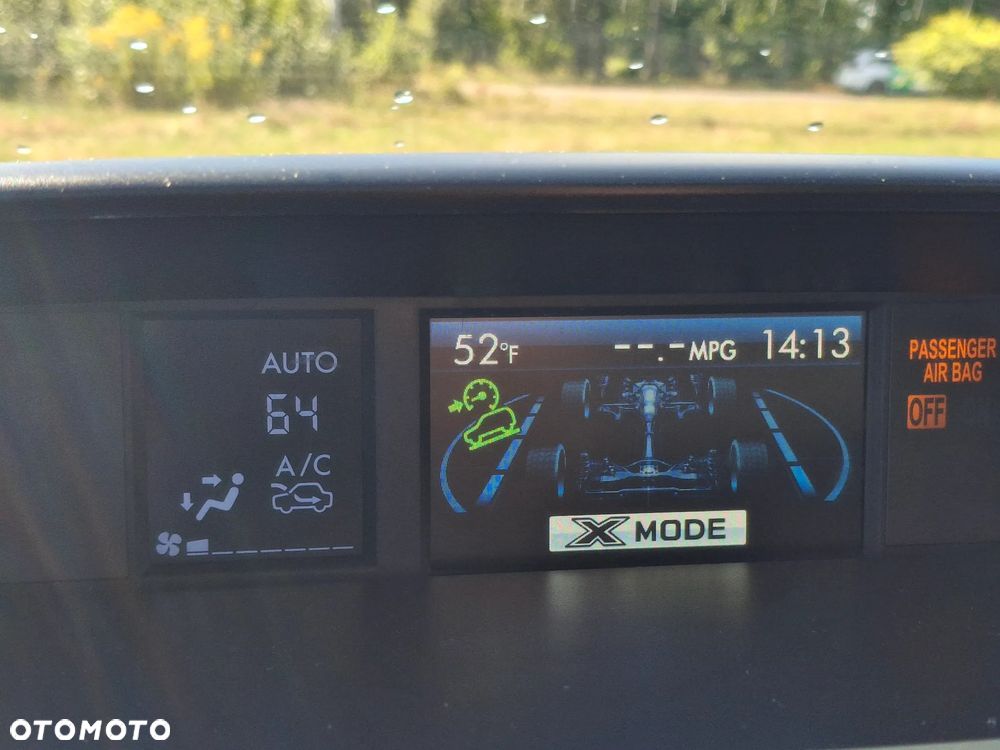 AUTO
64
A/C
52°F --.-MPG 14:13
X MODE
PASSENGER
AIR BAG
OFF
OTOMOTO